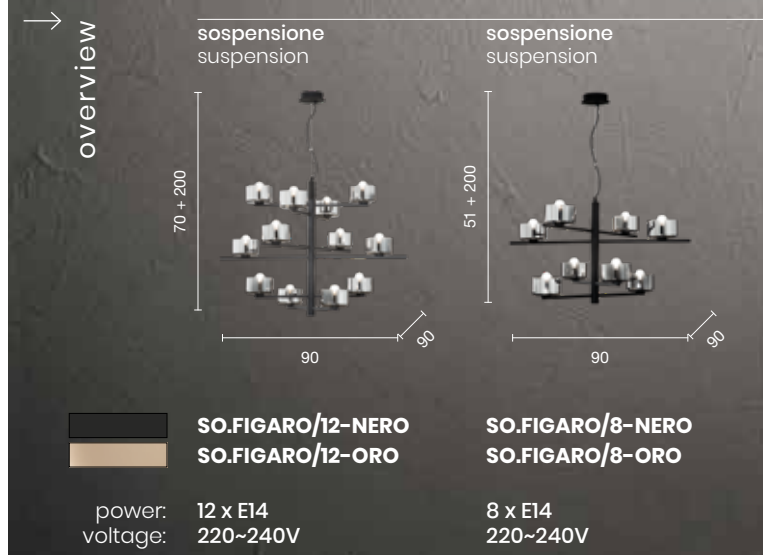 overview
sospensione
suspension
70 + 200
90
90
SO.FIGARO/12-NERO
SO.FIGARO/12-ORO
12 x E14
220~240V
sospensione
suspension
51 + 200
90
90
SO.FIGARO/8-NERO
SO.FIGARO/8-ORO
8 x E14
220~240V
power:
voltage: